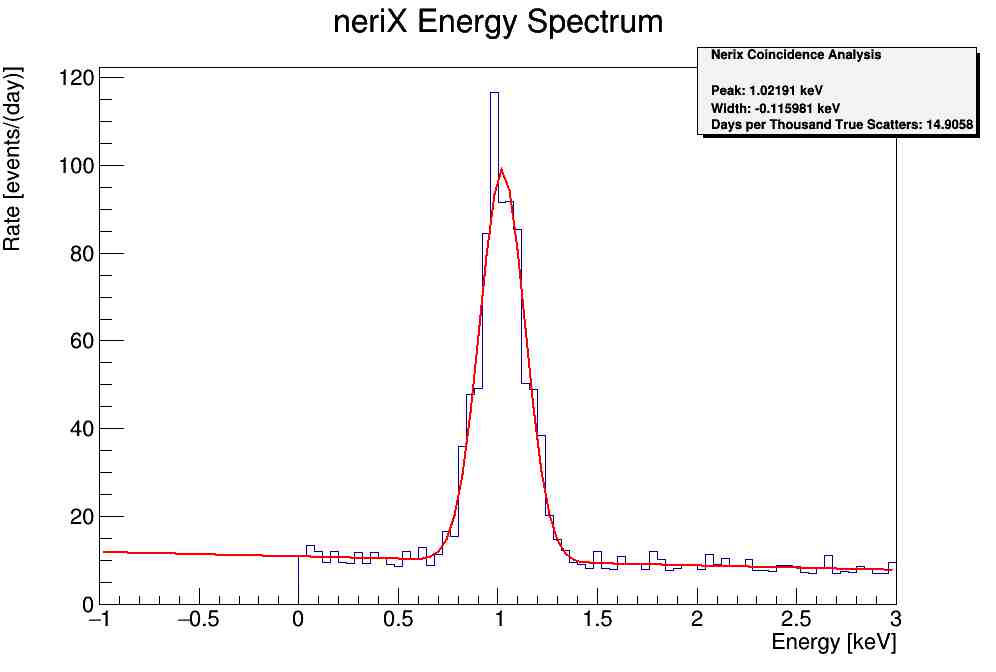 neriX Energy Spectrum
Nerix Coincidence Analysis
Peak: 1.02191 keV
Width: -0.115981 keV
Days per Thousand True Scatters: 14.9058
Rate [events/(day)]
120
100
80
60
40
20
0
−1 −0.5 0 0.5 1 1.5 2 2.5 3
Energy [keV]